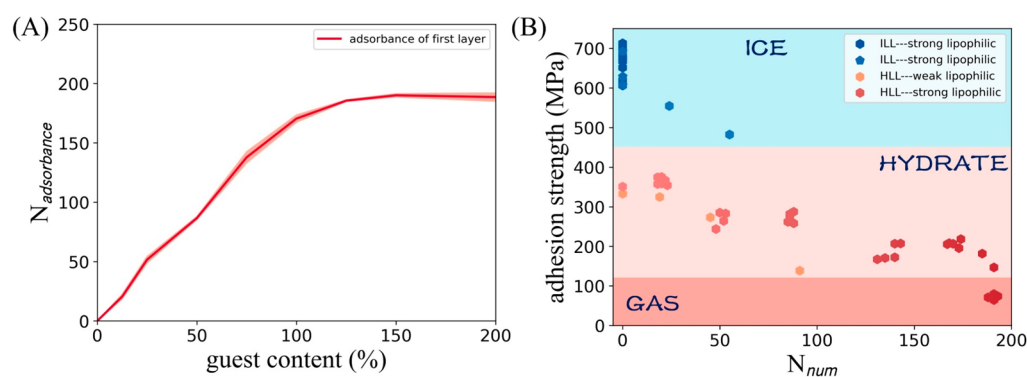 (A)
250
200
150
100
50
0
N_adsorbance
adsorbance of first layer
0 50 100 150 200
guest content (%)
(B)
700
600
500
400
300
200
100
0
adhesion strength (MPa)
ICE
ILL---strong lipophilic
ILL---strong lipophilic
HLL---weak lipophilic
HLL---strong lipophilic
HYDRATE
GAS
0 50 100 150 200
N_num